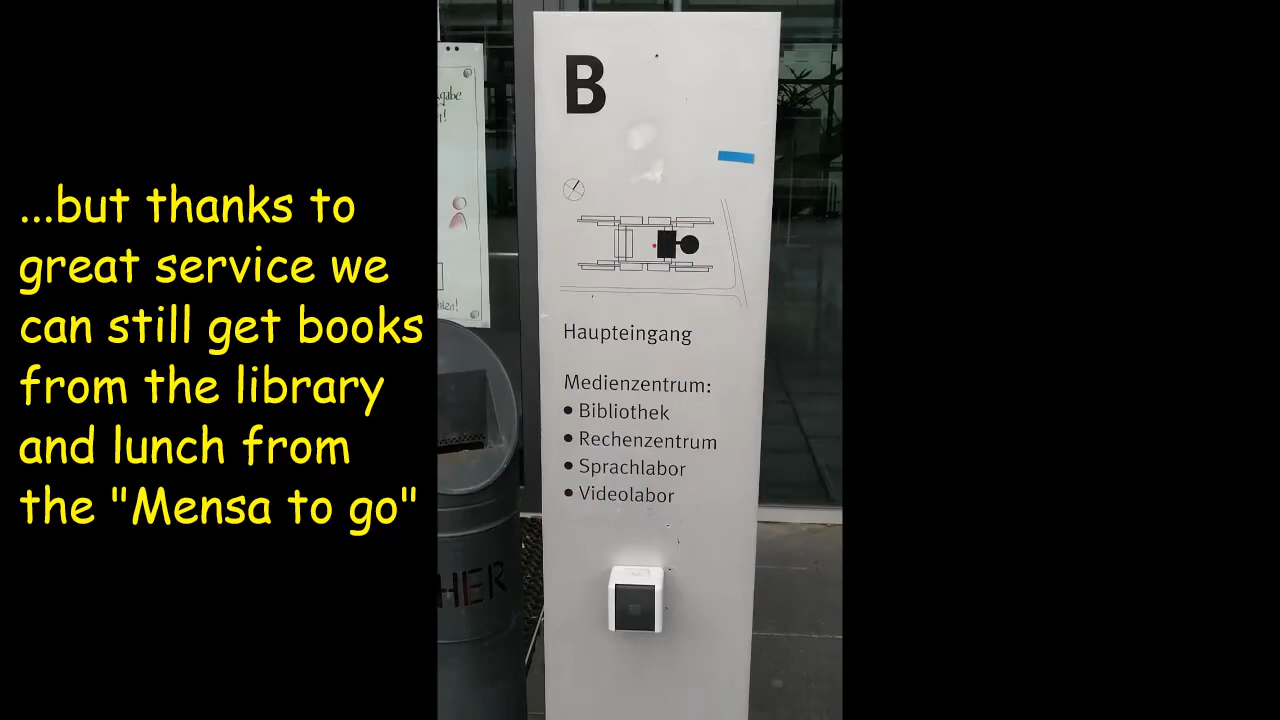 ...but thanks to
great service we
can still get books
from the library
and lunch from
the "Mensa to go"
B
Haupteingang
Medienzentrum:
• Bibliothek
• Rechenzentrum
• Sprachlabor
• Videolabor
HER